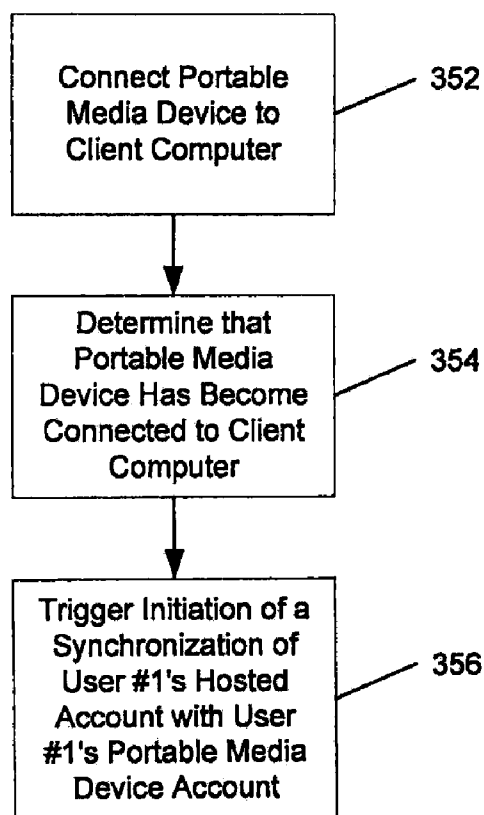 Connect Portable
Media Device to
Client Computer
352
Determine that
Portable Media
Device Has Become
Connected to Client
Computer
354
Trigger Initiation of a
Synchronization of
User #1's Hosted
Account with User
#1's Portable Media
Device Account
356